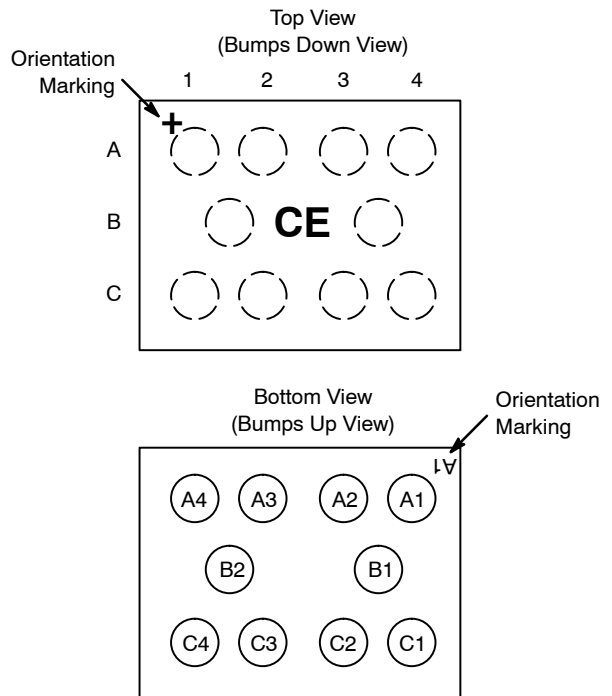 Top View
(Bumps Down View)
Orientation
Marking
1 2 3 4
+
A
B CE
C
Bottom View
(Bumps Up View)
Orientation
Marking
A1
A4 A3 A2 A1
B2 B1
C4 C3 C2 C1